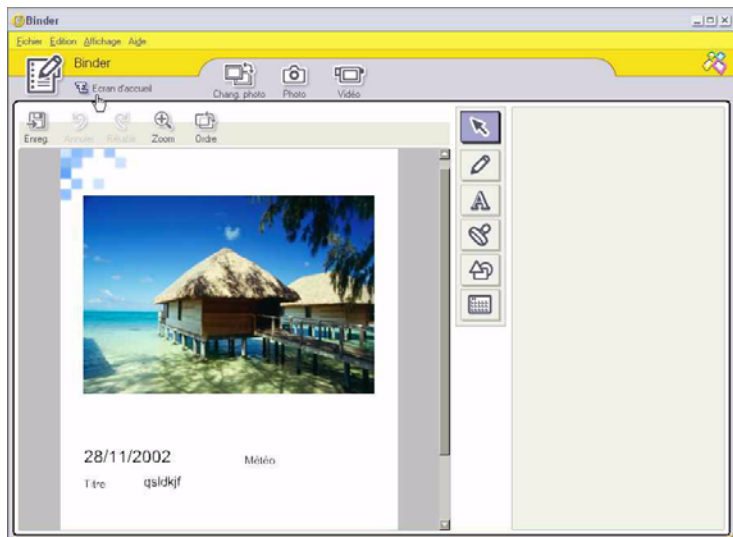 Binder
Fichier Edition Affichage Aide
Binder
Ecran d'accueil
Chang. photo Photo Vidéo
Enreg. Annuler Rétablir Zoom Ordre
A
28/11/2002 Météo
Titre qsldkjf